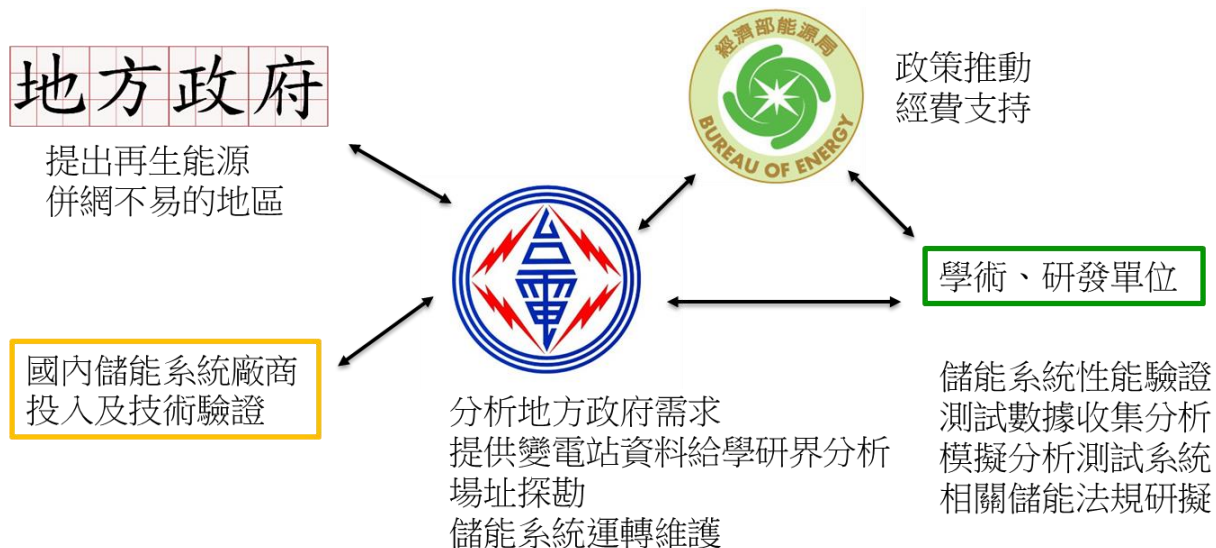 地方政府
提出再生能源
併網不易的地區
經濟部能源局
BUREAU OF ENERGY
政策推動
經費支持
台電
學術、研發單位
國內儲能系統廠商
投入及技術驗證
分析地方政府需求
提供變電站資料給學研界分析
場址探勘
儲能系統運轉維護
儲能系統性能驗證
測試數據收集分析
模擬分析測試系統
相關儲能法規研擬